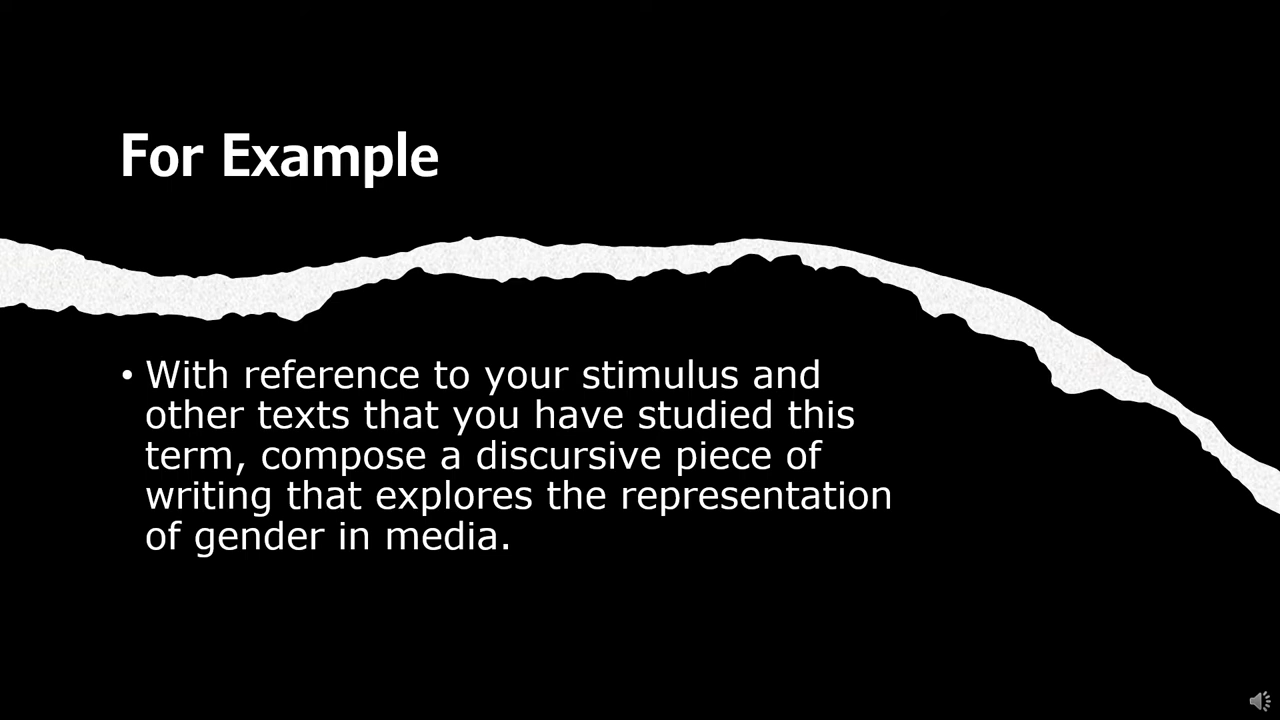 For Example
• With reference to your stimulus and
other texts that you have studied this
term, compose a discursive piece of
writing that explores the representation
of gender in media.